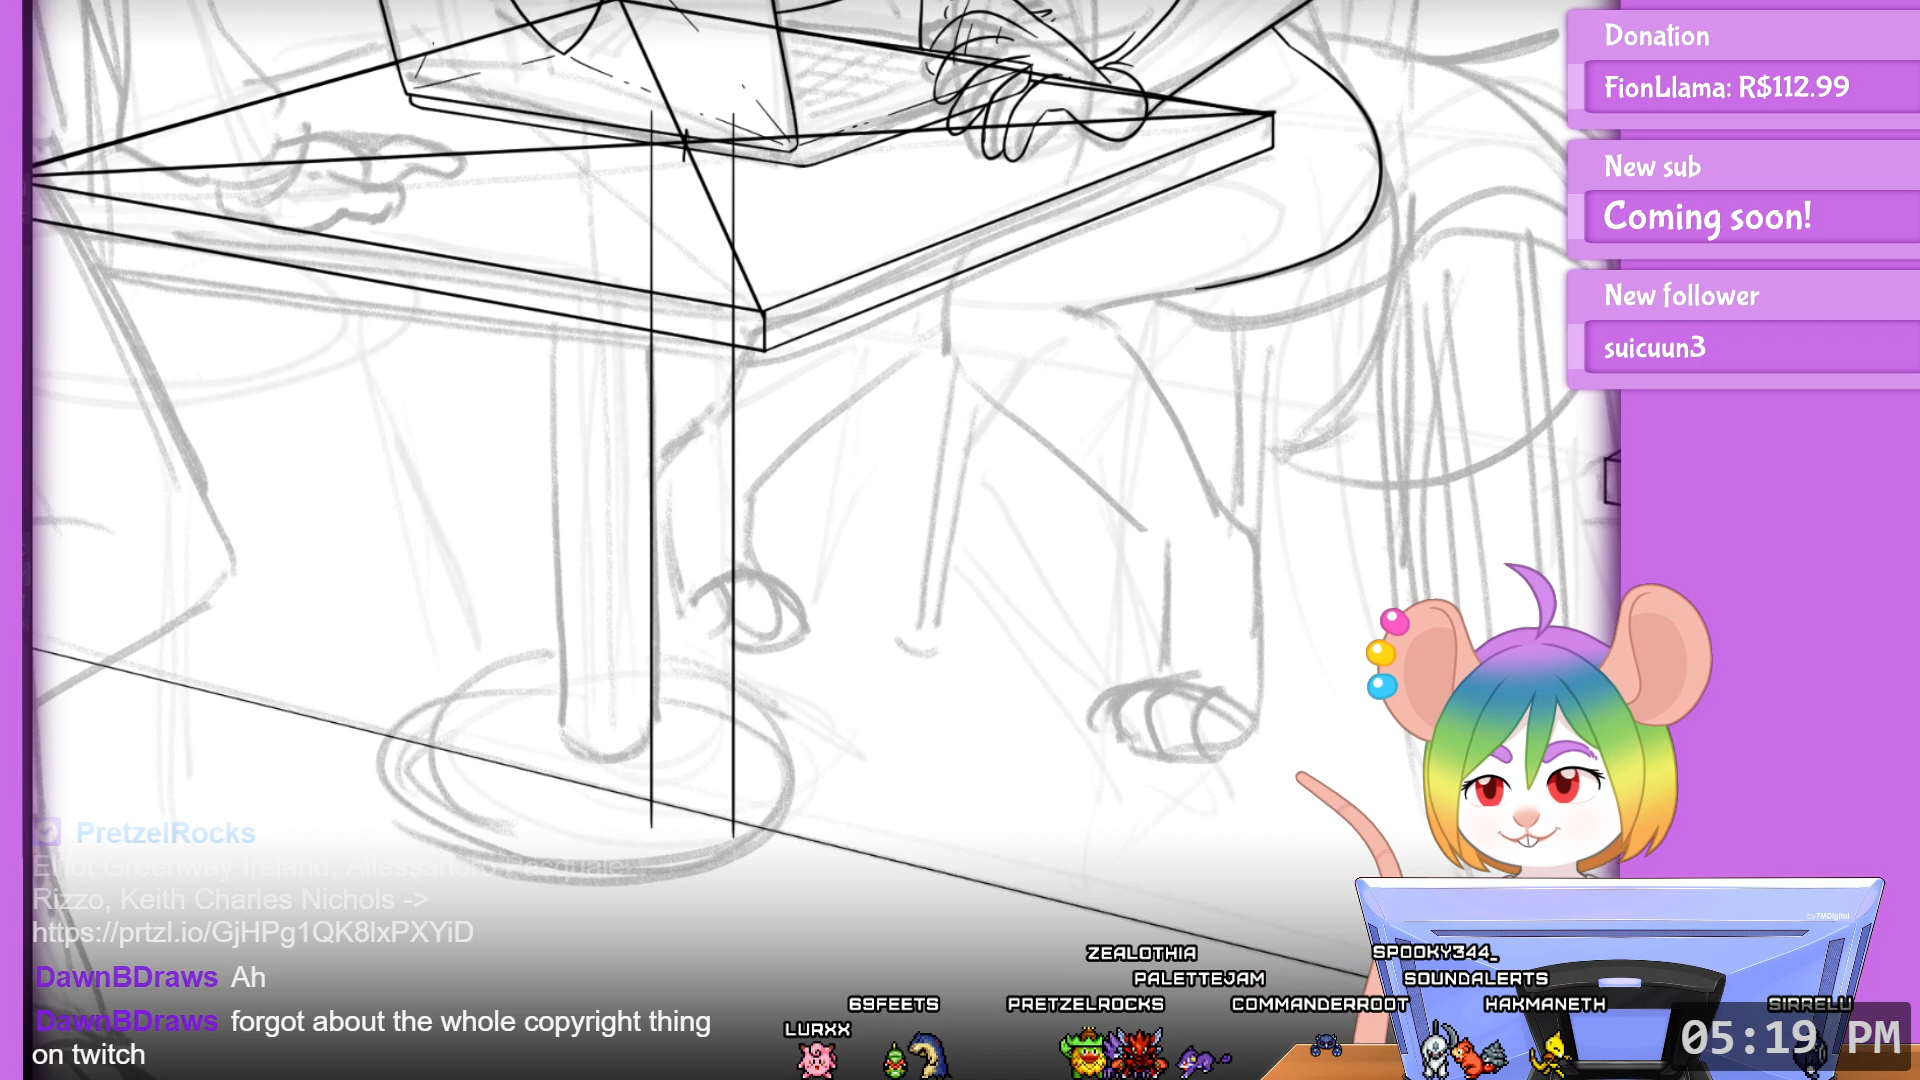 Donation
FionLlama: R$112.99
New sub
Coming soon!
New follower
suicuun3
PretzelRocks
Rizzo, Keith Charles Nichols ->
https://prtzl.io/GjHPg1QK8lxPXYiD
DawnBDraws Ah
DawnBDraws forgot about the whole copyright thing
on twitch
ZEALOTHIA
SPOOKY344_
PALETTEJAM
SOUNDALERTS
69FEETS
PRETZELROCKS
COMMANDERROOT
HAKMANETH
SIRRELU
LURXX
by7MDigital
05:19 PM